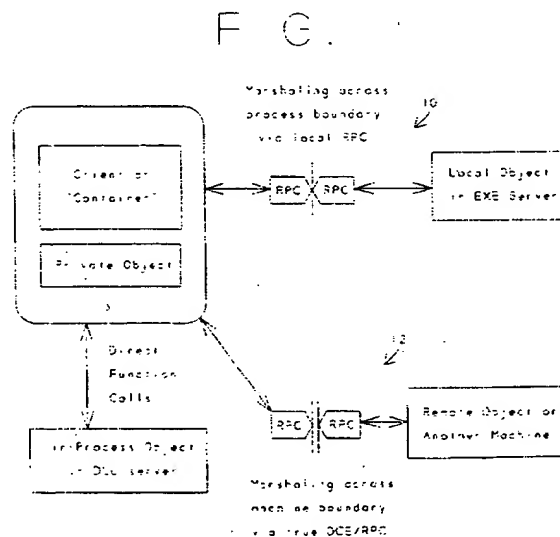 F G.
Marshaling across
process boundary
via local RPC
10
Client or
"Container"
Private Object
RPC
RPC
Local Object
in EXE Server
Direct
Function
Calls
12
In-Process Object
in DLL server
RPC
RPC
Remote Object on
Another Machine
Marshaling across
machine boundary
via true DCE/RPC